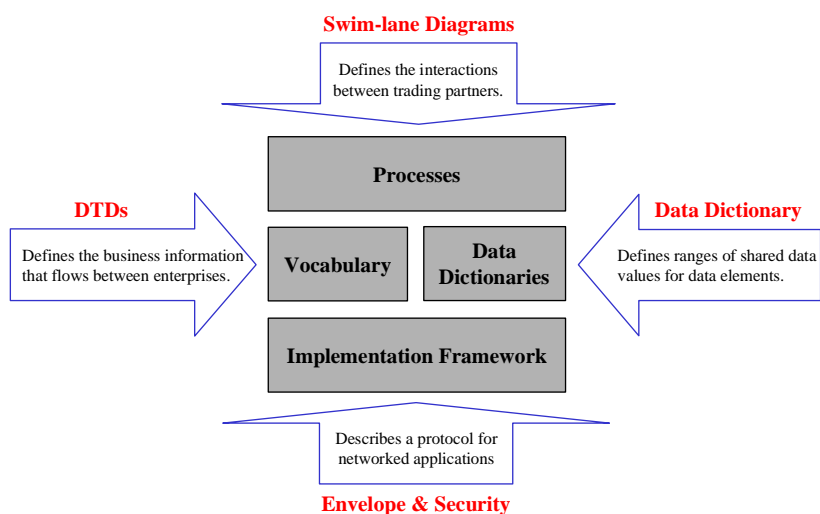 Swim-lane Diagrams
Defines the interactions
between trading partners.
Processes
DTDs
Defines the business information
that flows between enterprises.
Vocabulary
Data
Dictionaries
Data Dictionary
Defines ranges of shared data
values for data elements.
Implementation Framework
Describes a protocol for
networked applications
Envelope & Security